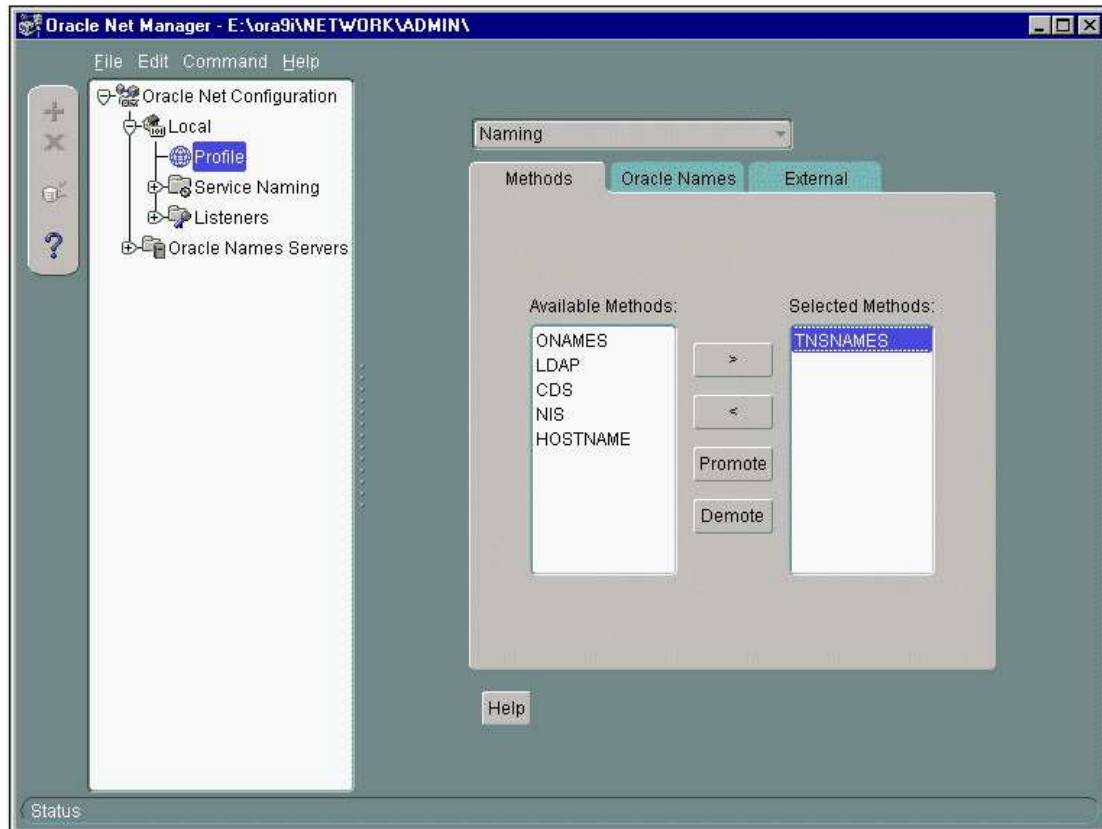 Oracle Net Manager - E:\ora9i\NETWORK\ADMIN\
File Edit Command Help
Oracle Net Configuration
Local
Profile
Service Naming
Listeners
Oracle Names Servers
Naming
Methods Oracle Names External
Available Methods:
ONAMES
LDAP
CDS
NIS
HOSTNAME
>
<
Promote
Demote
Selected Methods:
TNSNAMES
Help
Status